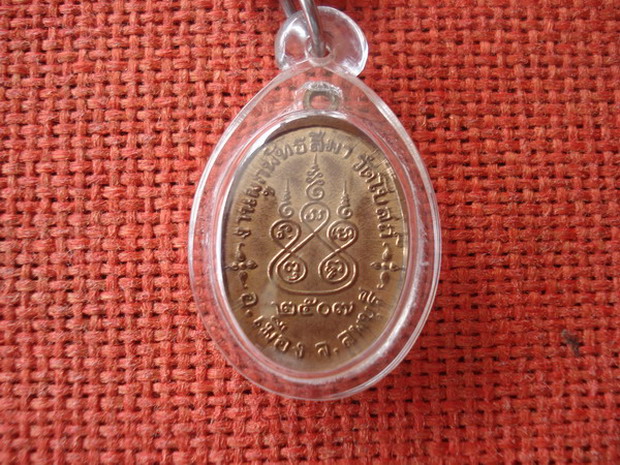 งานผูกพัทธสีมา วัดโบสถ์
๒๕๐๗
อ.เมือง จ.ลพบุรี